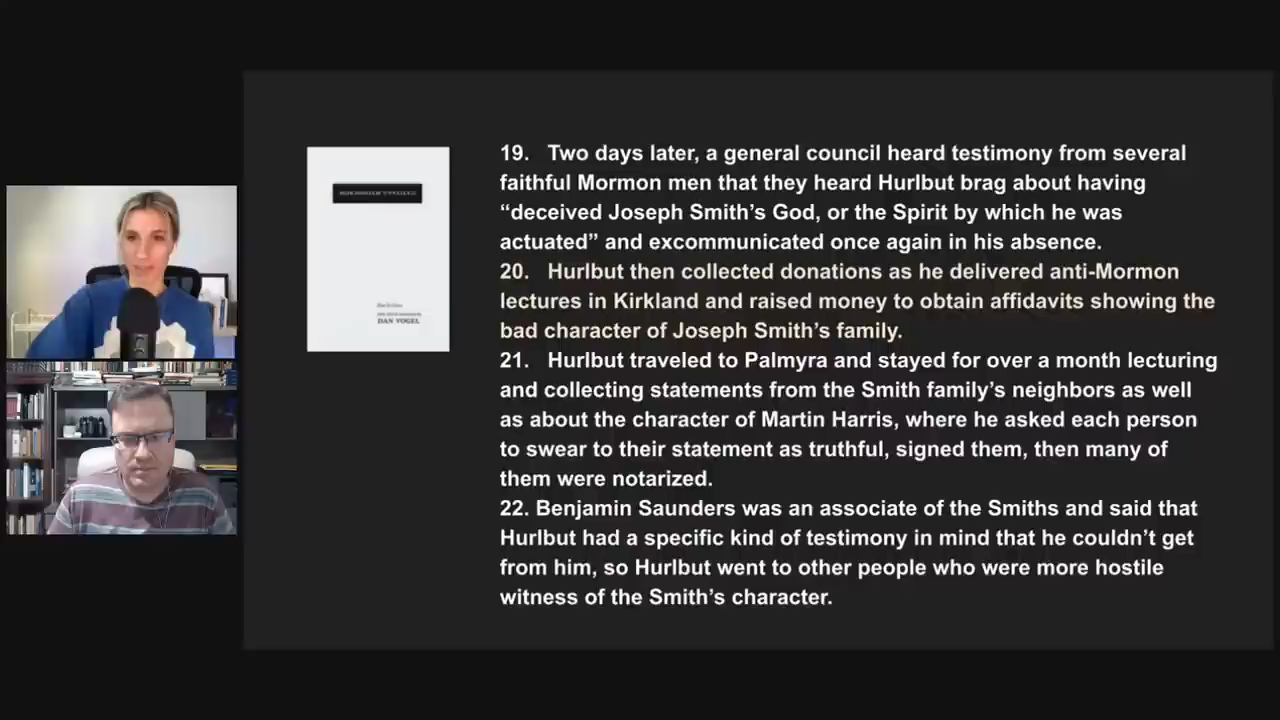 19. Two days later, a general council heard testimony from several
faithful Mormon men that they heard Hurlbut brag about having
“deceived Joseph Smith’s God, or the Spirit by which he was
actuated” and excommunicated once again in his absence.
20. Hurlbut then collected donations as he delivered anti-Mormon
lectures in Kirkland and raised money to obtain affidavits showing the
bad character of Joseph Smith’s family.
21. Hurlbut traveled to Palmyra and stayed for over a month lecturing
and collecting statements from the Smith family’s neighbors as well
as about the character of Martin Harris, where he asked each person
to swear to their statement as truthful, signed them, then many of
them were notarized.
22. Benjamin Saunders was an associate of the Smiths and said that
Hurlbut had a specific kind of testimony in mind that he couldn’t get
from him, so Hurlbut went to other people who were more hostile
witness of the Smith’s character.
DAN VOGEL